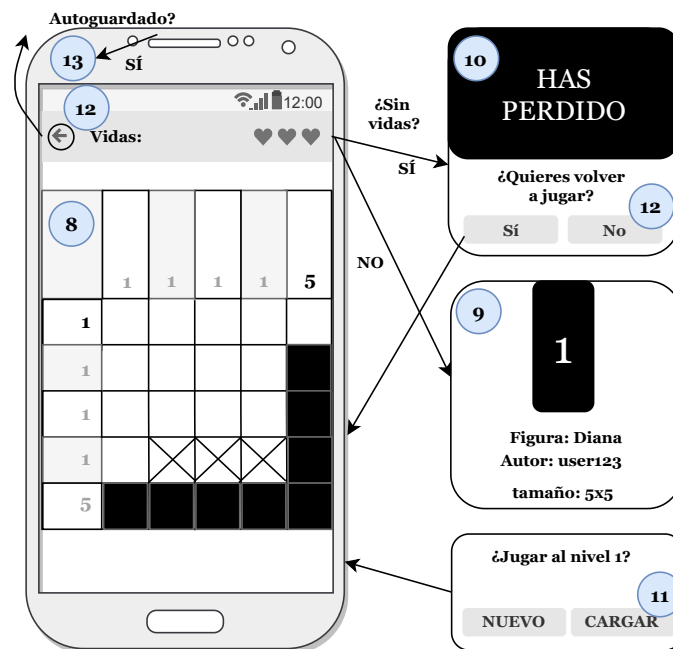 Autoguardado?
13
SÍ
12
12:00
Vidas:
8
1 1 1 1 5
1
1
1
1
5
¿Sin
vidas?
SÍ
NO
10
HAS
PERDIDO
¿Quieres volver
a jugar?
12
Sí No
9
1
Figura: Diana
Autor: user123
tamaño: 5x5
¿Jugar al nivel 1?
11
NUEVO CARGAR